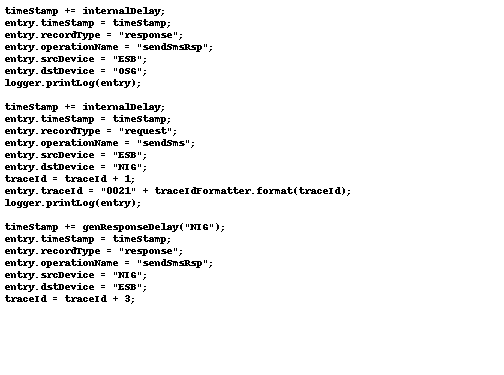 timeStamp += internalDelay;
entry.timeStamp = timeStamp;
entry.recordType = "response";
entry.operationName = "sendSmsRsp";
entry.srcDevice = "ESB";
entry.dstDevice = "OSG";
logger.printLog(entry);

timeStamp += internalDelay;
entry.timeStamp = timeStamp;
entry.recordType = "request";
entry.operationName = "sendSms";
entry.srcDevice = "ESB";
entry.dstDevice = "NIG";
traceId = traceId + 1;
entry.traceId = "0021" + traceIdFormatter.format(traceId);
logger.printLog(entry);

timeStamp += genResponseDelay("NIG");
entry.timeStamp = timeStamp;
entry.recordType = "response";
entry.operationName = "sendSmsRsp";
entry.srcDevice = "NIG";
entry.dstDevice = "ESB";
traceId = traceId + 3;